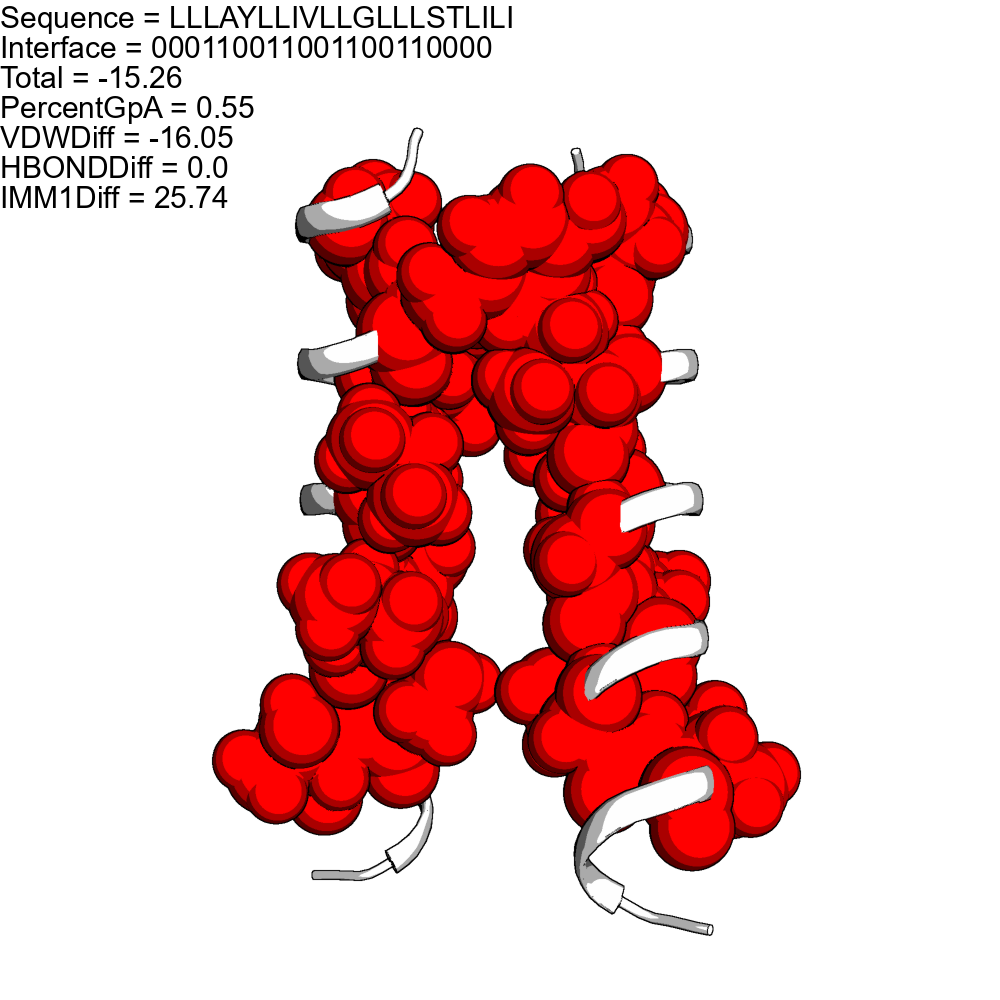 Sequence = LLLAYLLIVLLGLLLSTLILI
Interface = 000110011001100110000
Total = -15.26
PercentGpA = 0.55
VDWDiff = -16.05
HBONDDiff = 0.0
IMM1Diff = 25.74